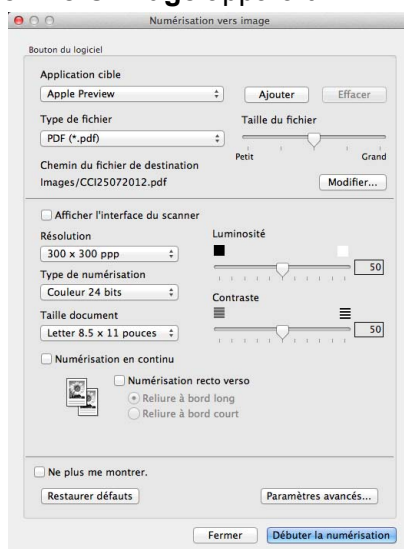 Numérisation vers image
Bouton du logiciel
Application cible
Apple Preview
Ajouter
Effacer
Type de fichier
Taille du fichier
PDF (*.pdf)
Petit
Grand
Chemin du fichier de destination
Images/CCI25072012.pdf
Modifier...
Afficher l'interface du scanner
Résolution
Luminosité
300 x 300 ppp
50
Type de numérisation
Couleur 24 bits
Contraste
Taille document
Letter 8.5 x 11 pouces
50
Numérisation en continu
Numérisation recto verso
Reliure à bord long
Reliure à bord court
Ne plus me montrer.
Restaurer défauts
Paramètres avancés...
Fermer
Débuter la numérisation